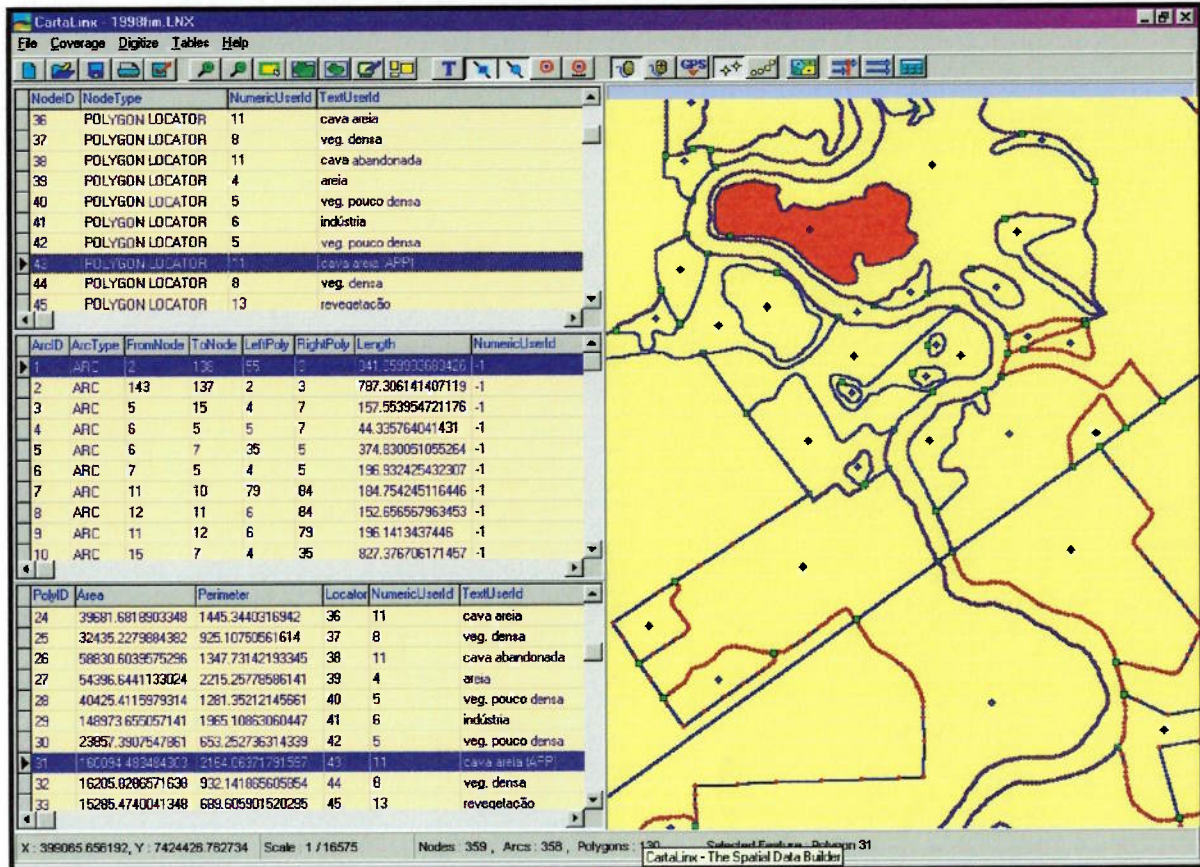 CartaLinx - 1998fim.LNX
File Coverage Digitize Tables Help
T GPS
NodeID NodeType NumericUserId TextUserId
36 POLYGON LOCATOR 11 cava areia
37 POLYGON LOCATOR 8 veg. densa
38 POLYGON LOCATOR 11 cava abandonada
39 POLYGON LOCATOR 4 areia
40 POLYGON LOCATOR 5 veg. pouco densa
41 POLYGON LOCATOR 6 indústria
42 POLYGON LOCATOR 5 veg. pouco densa
43 POLYGON LOCATOR 11 cava areia (APP)
44 POLYGON LOCATOR 8 veg. densa
45 POLYGON LOCATOR 13 revegetação
ArcID ArcType FromNode ToNode LeftPoly RightPoly Length NumericUserId
1 ARC 2 138 55 3 -1
2 ARC 143 137 2 3 787.306141407119 -1
3 ARC 5 15 4 7 157.553954721176 -1
4 ARC 6 5 5 7 44.335764041431 -1
5 ARC 6 7 35 5 374.830051055264 -1
6 ARC 7 5 4 5 196.932425432307 -1
7 ARC 11 10 79 84 184.754245116446 -1
8 ARC 12 11 6 84 152.656567963453 -1
9 ARC 11 12 6 79 196.1413437446 -1
10 ARC 15 7 4 35 827.376706171457 -1
PolyID Area Perimeter Locator NumericUserId TextUserId
24 39681.6818903348 1445.3440316942 36 11 cava areia
25 32435.2279884382 925.10750561614 37 8 veg. densa
26 58830.6039575296 1347.73142193345 38 11 cava abandonada
27 54396.6441133024 2215.25778586141 39 4 areia
28 40425.4115979314 1281.35212145661 40 5 veg. pouco densa
29 148973.655057141 1965.10863060447 41 6 indústria
30 23857.3907547861 653.252736314339 42 5 veg. pouco densa
31 160094.483484303 2164.06371791557 43 11 cava areia (APP)
32 16205.8286571638 932.141865605854 44 8 veg. densa
33 15285.4740041348 689.605901520295 45 13 revegetação
X : 399065.656192, Y : 7424426.762734 Scale 1 / 16575 Nodes : 359 , Arcs : 358 , Polygons : 130 Selected Feature : Polygon 31
CartaLinx - The Spatial Data Builder